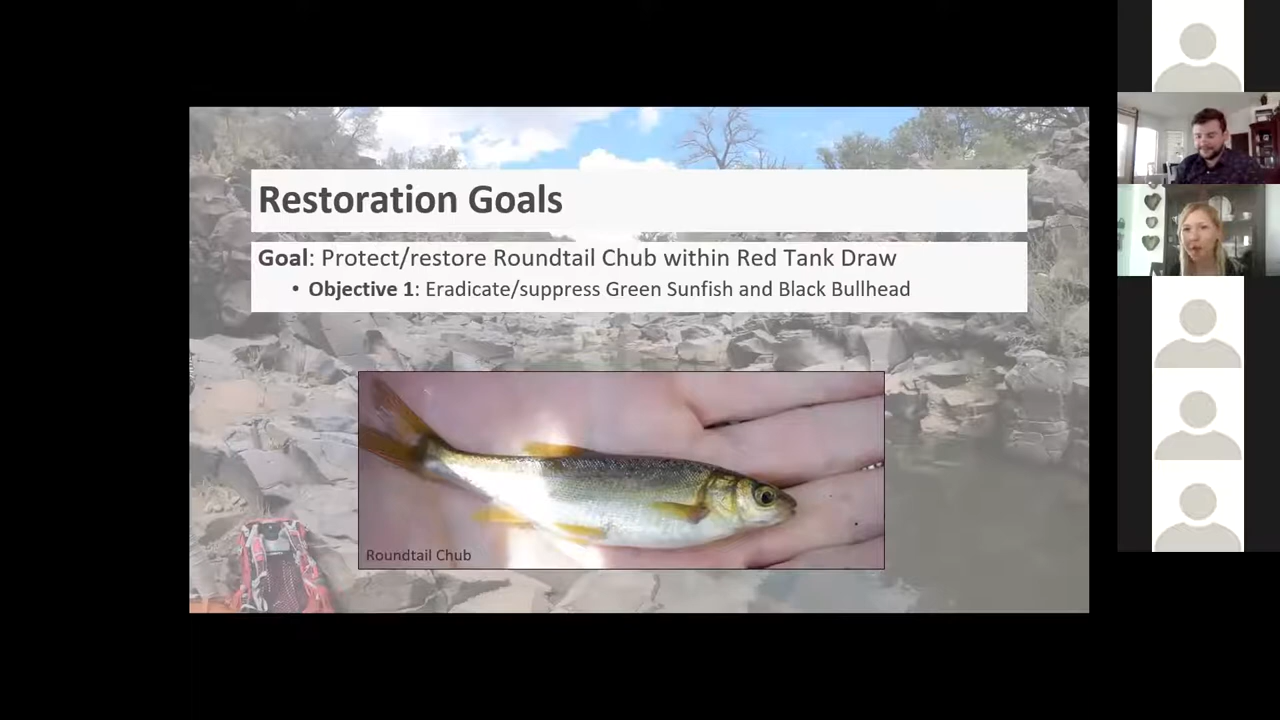 Restoration Goals
Goal: Protect/restore Roundtail Chub within Red Tank Draw
• Objective 1: Eradicate/suppress Green Sunfish and Black Bullhead
Roundtail Chub